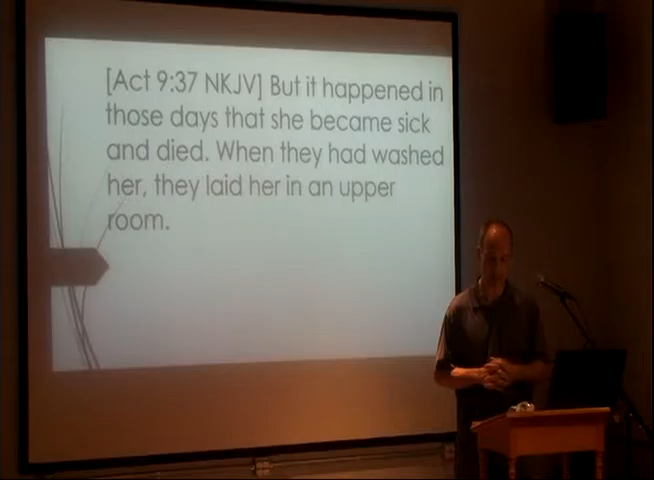 [Act 9:37 NKJV] But it happened in
those days that she became sick
and died. When they had washed
her, they laid her in an upper
room.